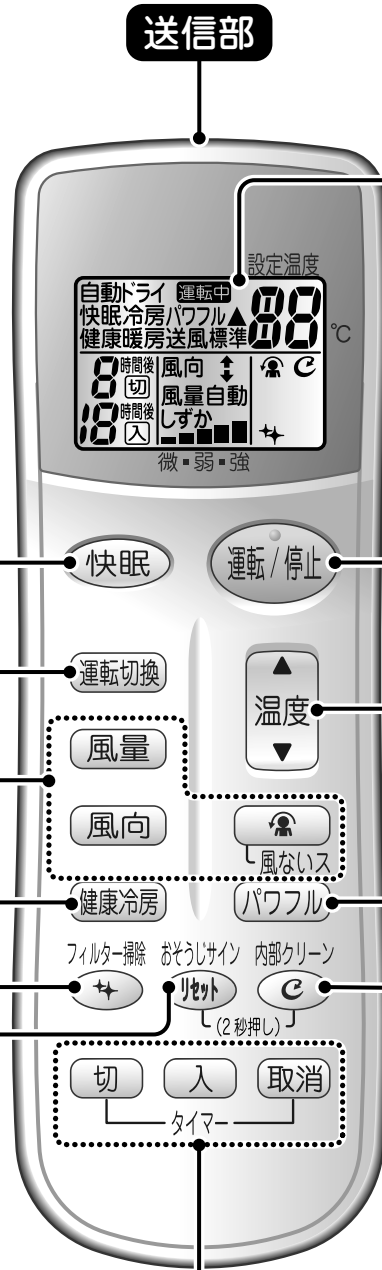 送信部
設定温度
自動ドライ 運転中 88 ℃
快眠冷房パワフル▲
健康暖房送風標準
8時間後切 風向
風量自動
18時間後入 しずか
微・弱・強
快眠 運転/停止
運転切換
▲
温度
▼
風量
風向
風ないス
健康冷房 パワフル
フィルター掃除 おそうじサイン 内部クリーン
リセット
(2秒押し)
切 入 取消
タイマー